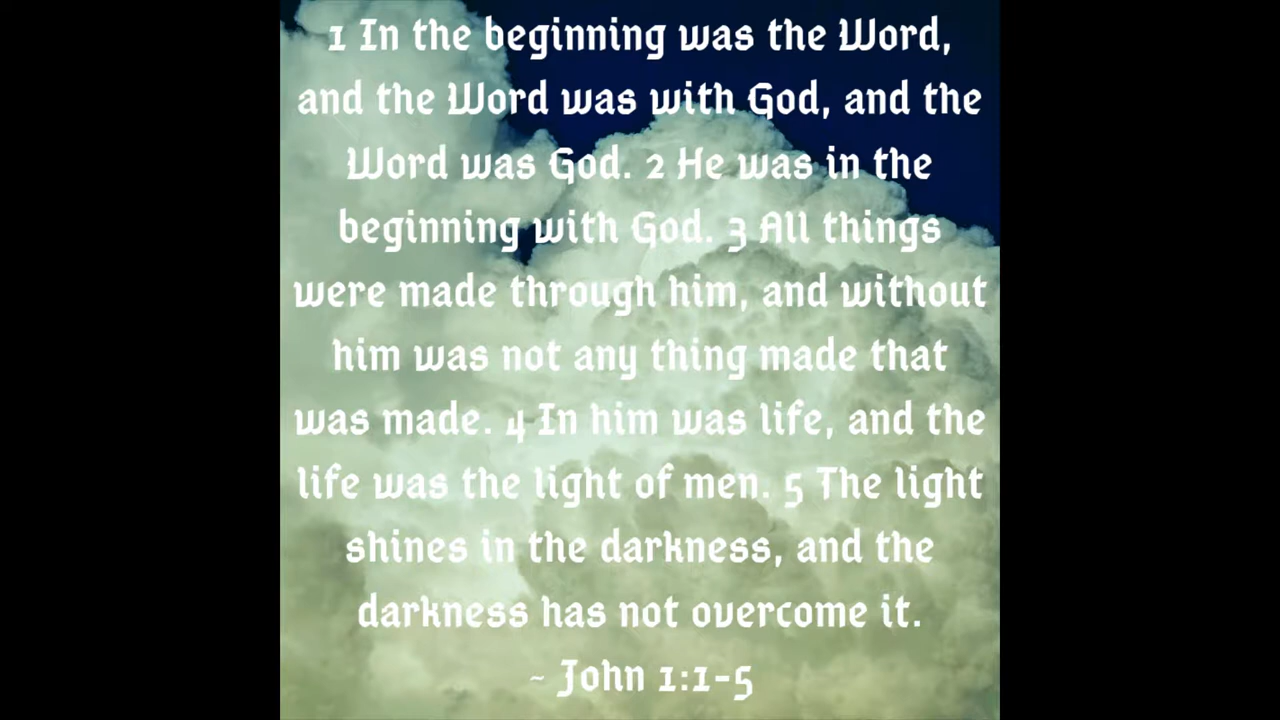 1 In the beginning was the Word,
and the Word was with God, and the
Word was God. 2 He was in the
beginning with God. 3 All things
were made through him, and without
him was not any thing made that
was made. 4 In him was life, and the
life was the light of men. 5 The light
shines in the darkness, and the
darkness has not overcome it.
~ John 1:1-5